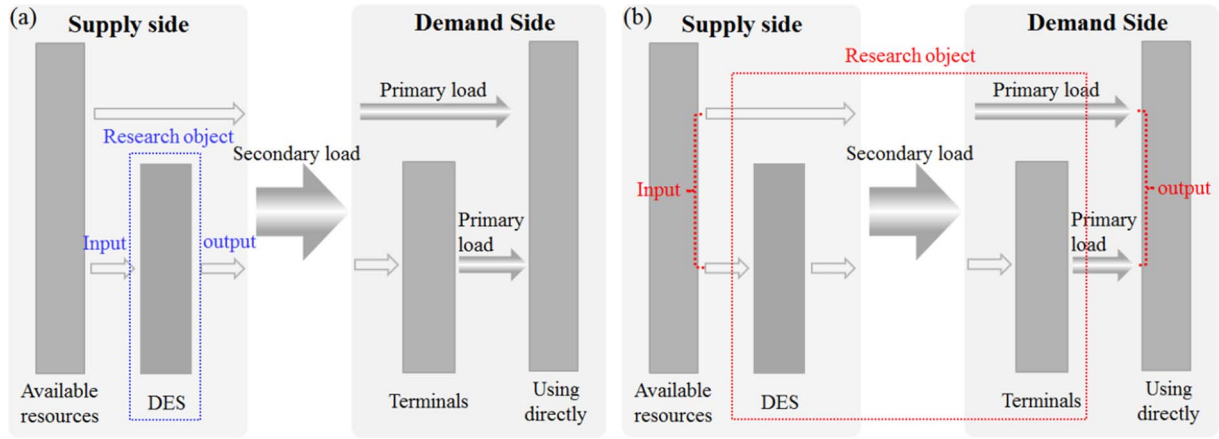 (a)
Supply side
Demand Side
Primary load
Research object
Secondary load
Primary
load
Input
output
Available
resources
DES
Terminals
Using
directly
(b)
Supply side
Demand Side
Research object
Primary load
Secondary load
Input
output
Primary
load
Available
resources
DES
Terminals
Using
directly